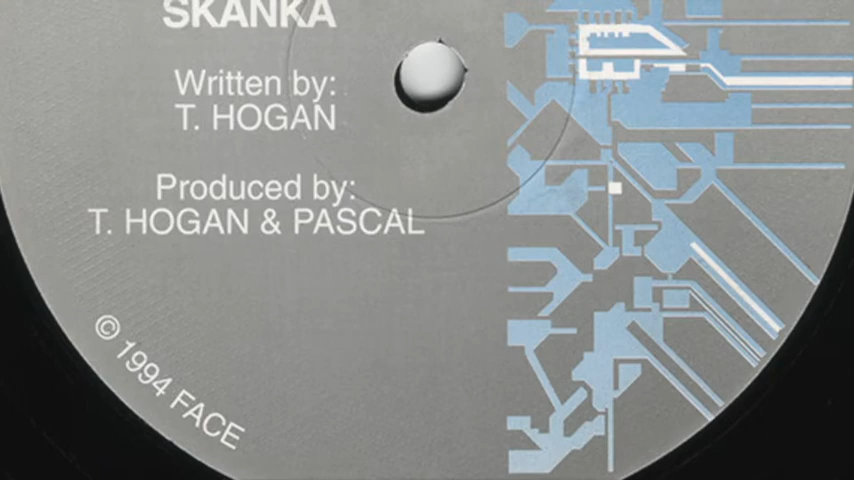 SKANKA
Written by:
T. HOGAN
Produced by:
T. HOGAN & PASCAL
© 1994 FACE